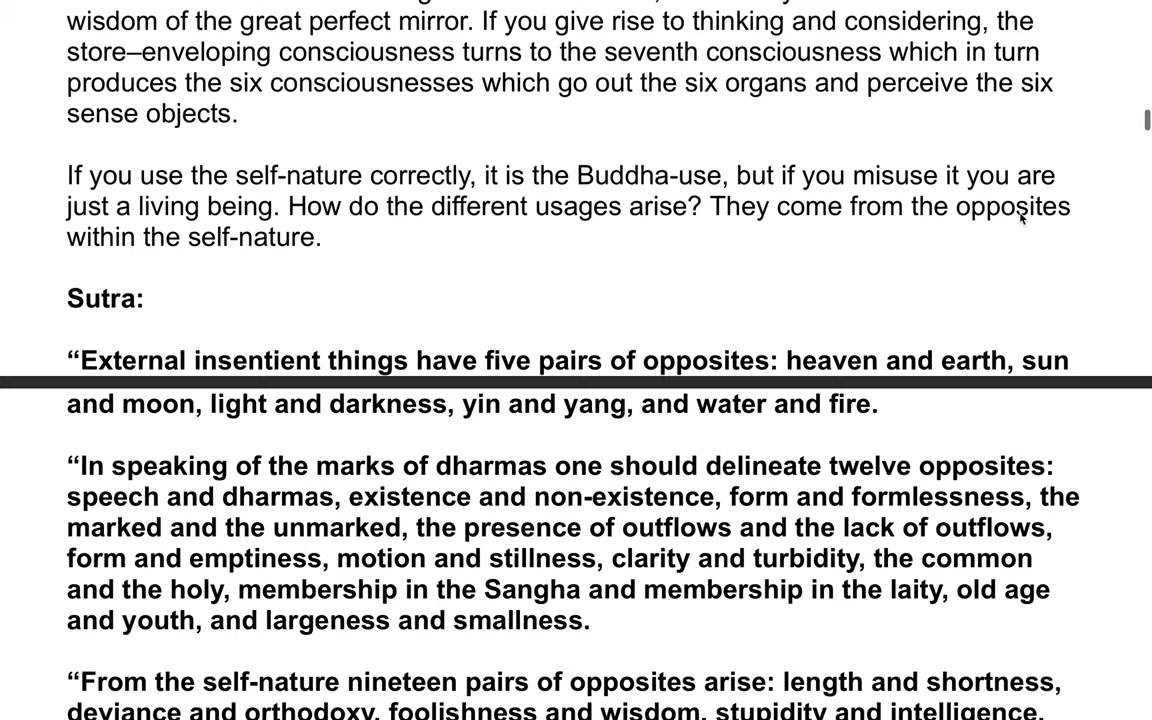 wisdom of the great perfect mirror. If you give rise to thinking and considering, the
store–enveloping consciousness turns to the seventh consciousness which in turn
produces the six consciousnesses which go out the six organs and perceive the six
sense objects.
If you use the self-nature correctly, it is the Buddha-use, but if you misuse it you are
just a living being. How do the different usages arise? They come from the opposites
within the self-nature.
Sutra:
“External insentient things have five pairs of opposites: heaven and earth, sun
and moon, light and darkness, yin and yang, and water and fire.
“In speaking of the marks of dharmas one should delineate twelve opposites:
speech and dharmas, existence and non-existence, form and formlessness, the
marked and the unmarked, the presence of outflows and the lack of outflows,
form and emptiness, motion and stillness, clarity and turbidity, the common
and the holy, membership in the Sangha and membership in the laity, old age
and youth, and largeness and smallness.
“From the self-nature nineteen pairs of opposites arise: length and shortness,
deviance and orthodoxy, foolishness and wisdom, stupidity and intelligence,